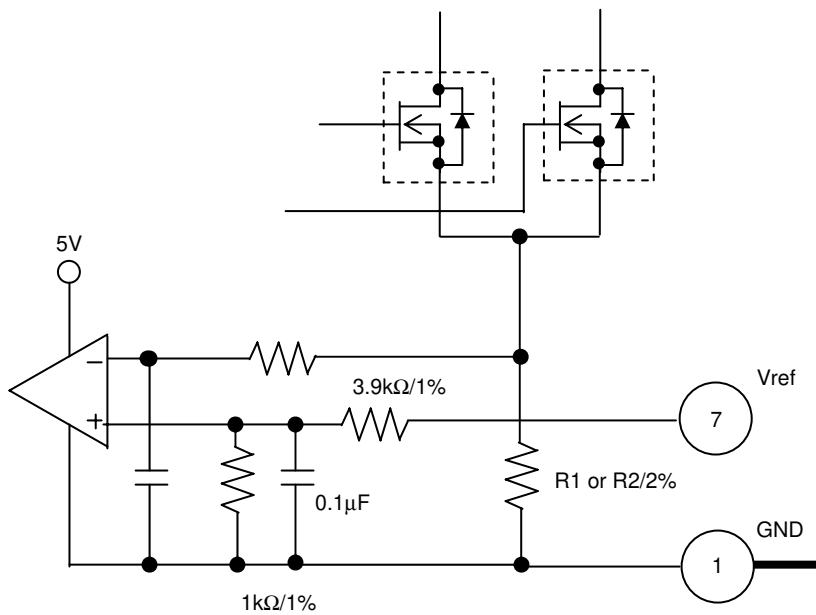 5V
−
+
3.9kΩ/1%
Vref
7
R1 or R2/2%
0.1μF
GND
1
1kΩ/1%